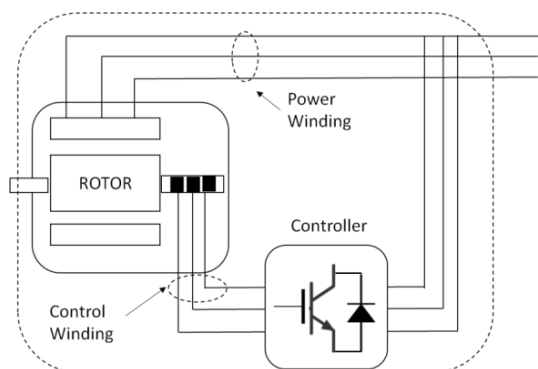 Power
Winding
ROTOR
Controller
Control
Winding